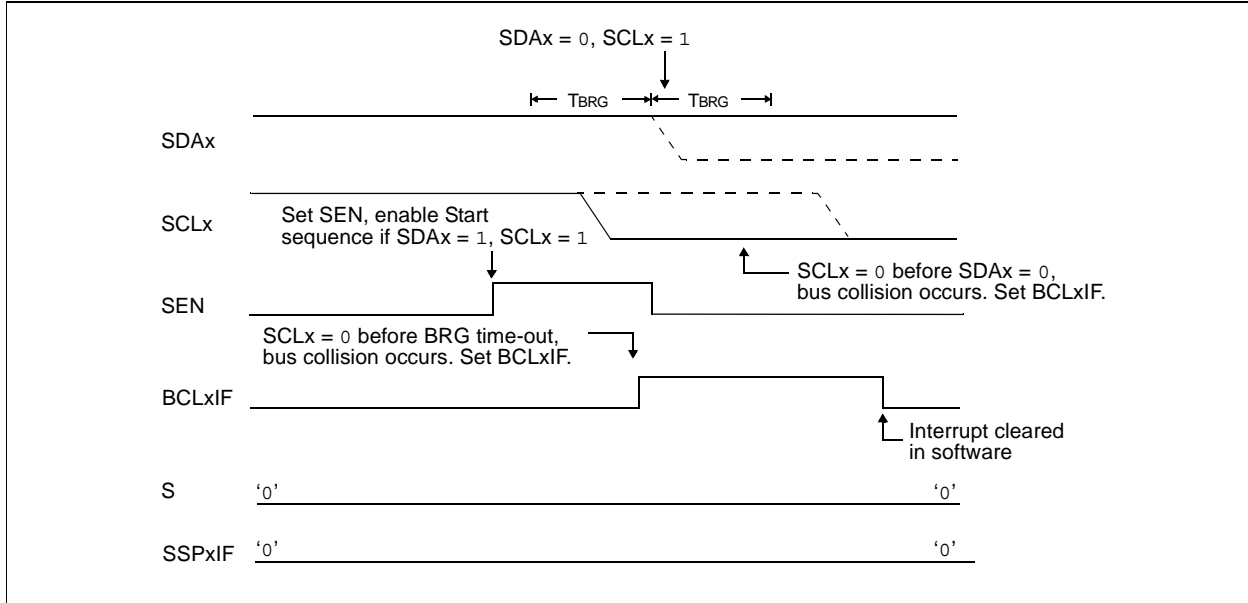 SDAx = 0, SCLx = 1
TBRG TBRG
SDAx
SCLx
Set SEN, enable Start
sequence if SDAx = 1, SCLx = 1
SCLx = 0 before SDAx = 0,
bus collision occurs. Set BCLxIF.
SEN
SCLx = 0 before BRG time-out,
bus collision occurs. Set BCLxIF.
BCLxIF
Interrupt cleared
in software
S ‘0’ ‘0’
SSPxIF ‘0’ ‘0’